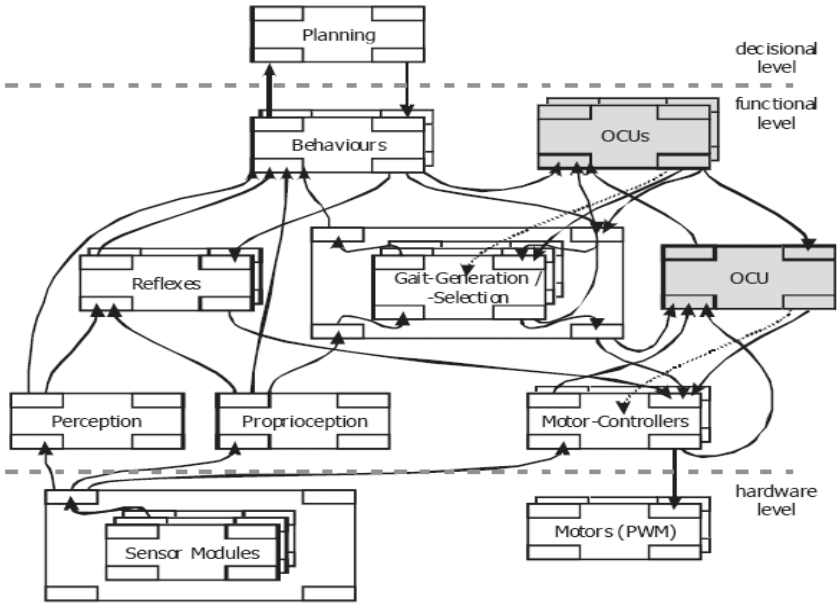 Planning
decisional
level
functional
level
Behaviours
OCUs
Reflexes
Gait-Generation /
-Selection
OCU
Perception
Proprioception
Motor-Controllers
hardware
level
Sensor Modules
Motors (PWM)